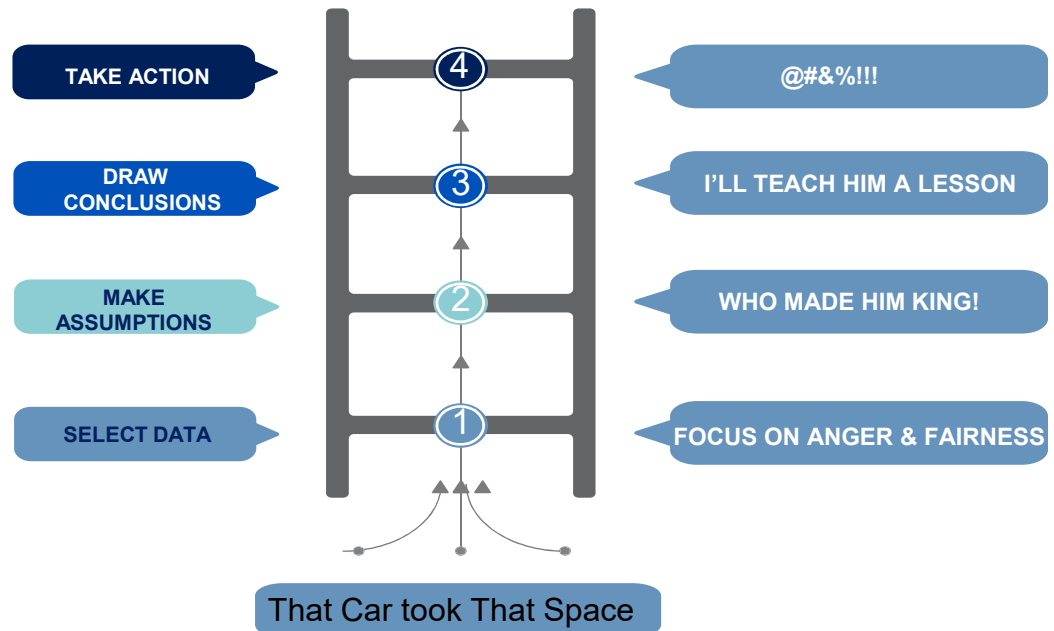 TAKE ACTION
4
@#&%!!!
DRAW
CONCLUSIONS
3
I’LL TEACH HIM A LESSON
MAKE
ASSUMPTIONS
2
WHO MADE HIM KING!
SELECT DATA
1
FOCUS ON ANGER & FAIRNESS
That Car took That Space